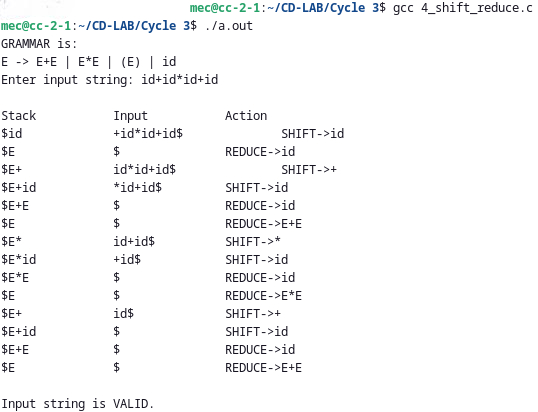 mec@cc-2-1:~/CD-LAB/Cycle 3$ gcc 4_shift_reduce.c
mec@cc-2-1:~/CD-LAB/Cycle 3$ ./a.out
GRAMMAR is:
E -> E+E | E*E | (E) | id
Enter input string: id+id*id+id
Stack Input Action
$id +id*id+id$ SHIFT->id
$E $ REDUCE->id
$E+ id*id+id$ SHIFT->+
$E+id *id+id$ SHIFT->id
$E+E $ REDUCE->id
$E $ REDUCE->E+E
$E* id+id$ SHIFT->*
$E*id +id$ SHIFT->id
$E*E $ REDUCE->id
$E $ REDUCE->E*E
$E+ id$ SHIFT->+
$E+id $ SHIFT->id
$E+E $ REDUCE->id
$E $ REDUCE->E+E
Input string is VALID.